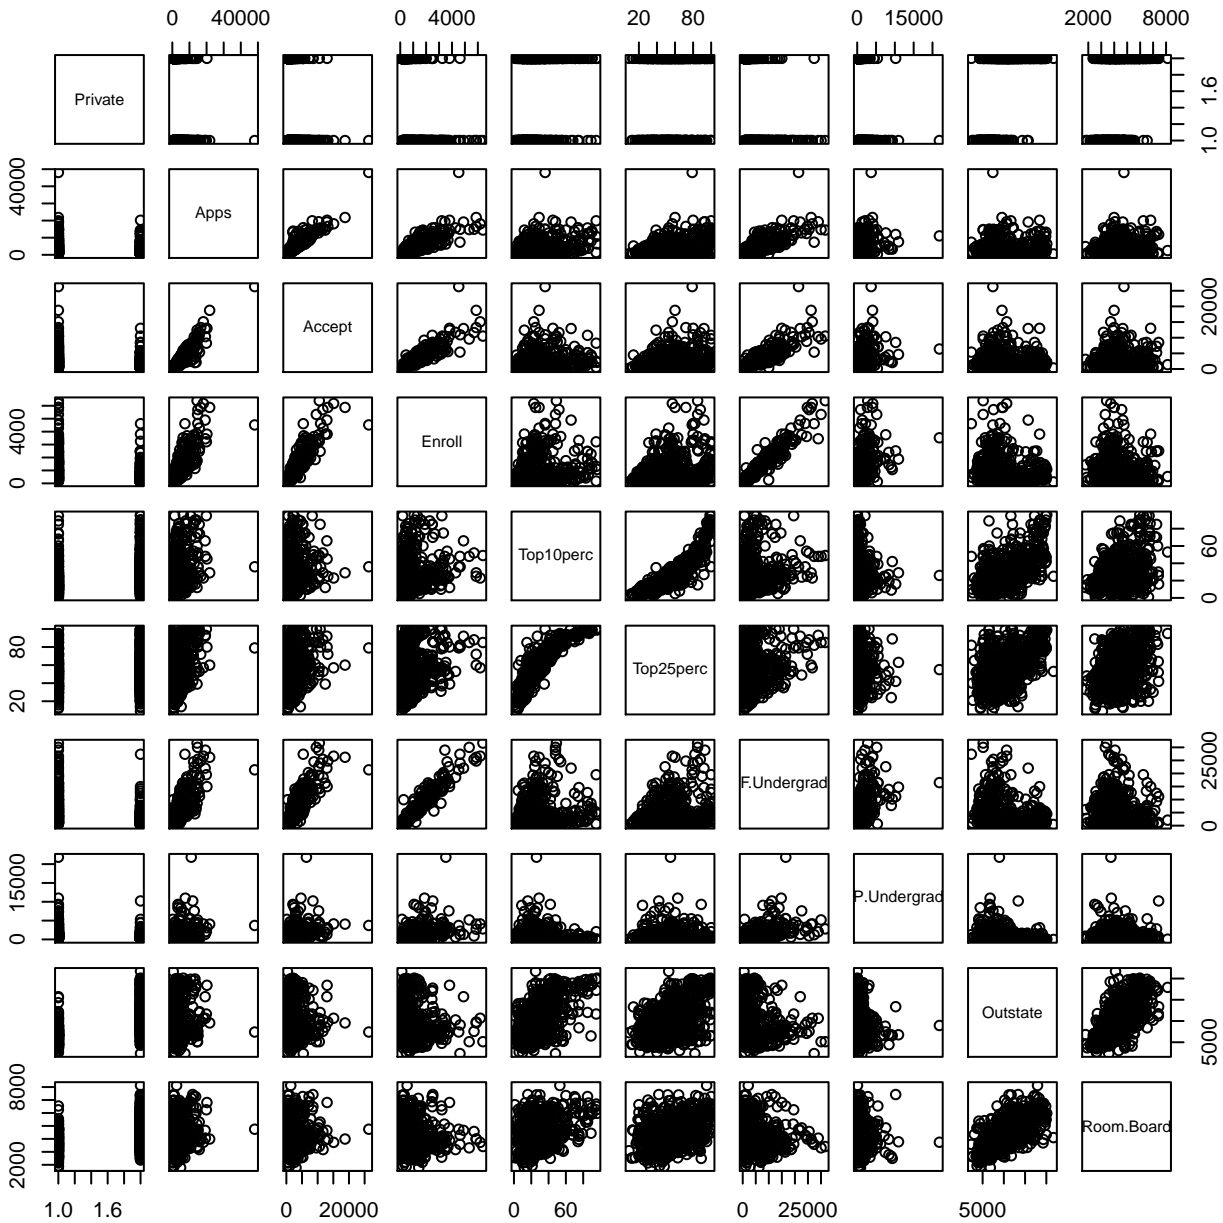 0 40000 0 4000 20 80 0 15000 2000 8000
Private 1.0 1.6
0 40000 Apps
Accept 0 20000
0 4000 Enroll
Top10perc 0 60
20 80 Top25perc
F.Undergrad 0 25000
0 15000 P.Undergrad
Outstate 5000
2000 8000 Room.Board
1.0 1.6 0 20000 0 60 0 25000 5000